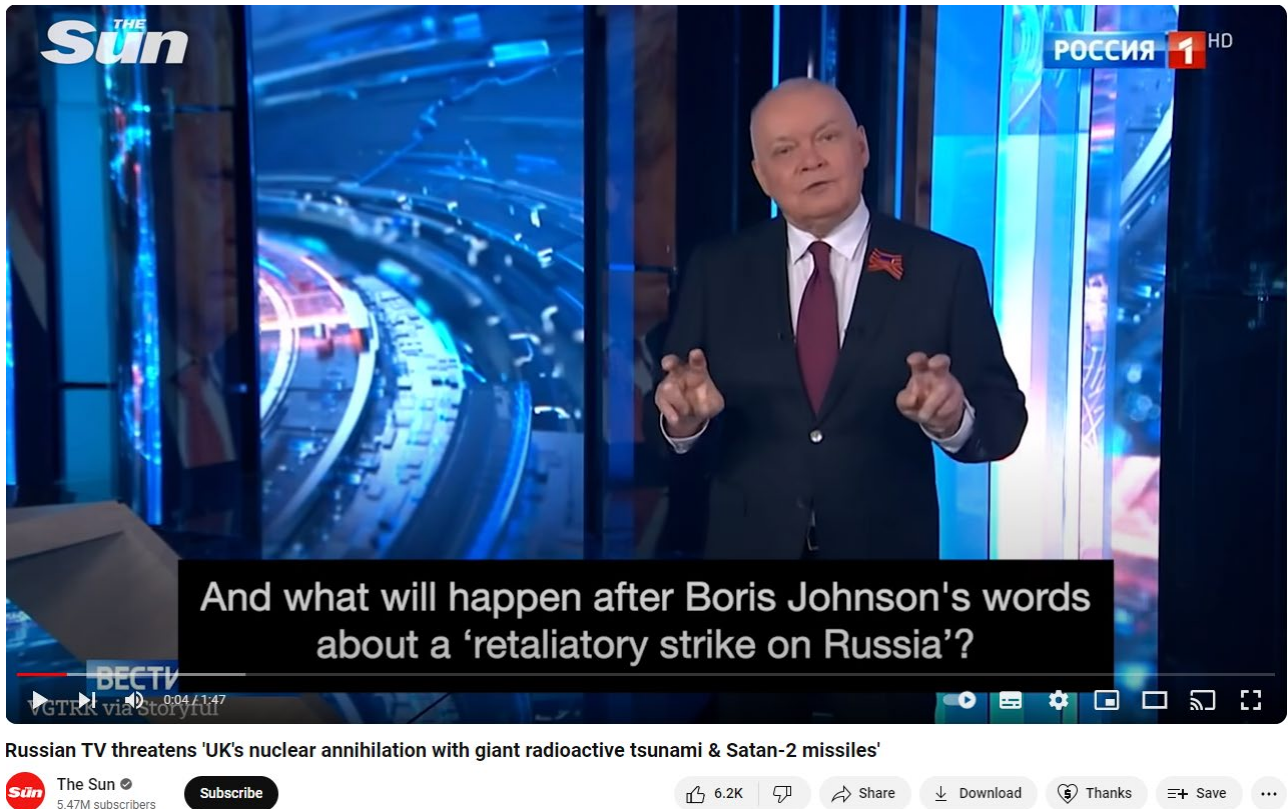 THE
Sun
РОССИЯ 1 HD
And what will happen after Boris Johnson's words
about a ‘retaliatory strike on Russia’?
ВЕСТИ
0:04 / 1:47
VGTRK via Storyful
Russian TV threatens 'UK's nuclear annihilation with giant radioactive tsunami & Satan-2 missiles'
Sun
The Sun
5.47M subscribers
Subscribe
6.2K
Share
Download
Thanks
Save